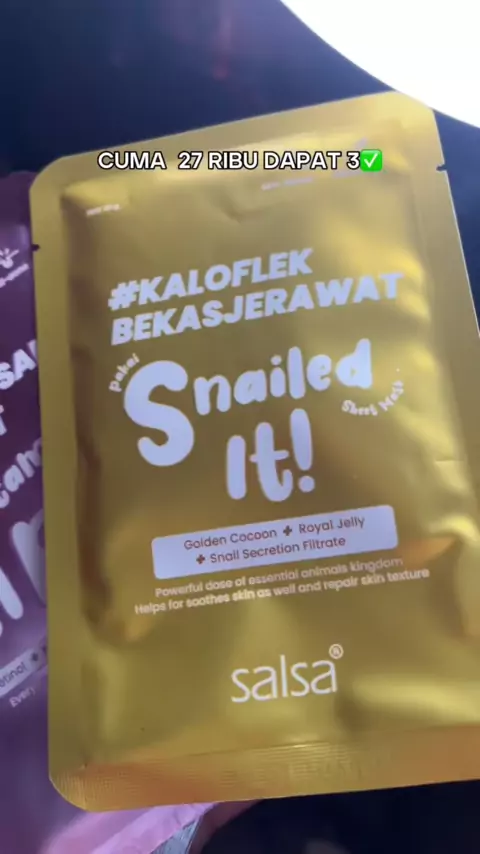 CUMA 27 RIBU DAPAT 3✅
#KALOFLEK
BEKASJERAWAT
Pakai
Snailed
It!
Sheet Mask
Golden Cocoon + Royal Jelly
+ Snail Secretion Filtrate
Powerful dose of essential animals kingdom
Helps for soothes skin as well and repair skin texture
salsa®